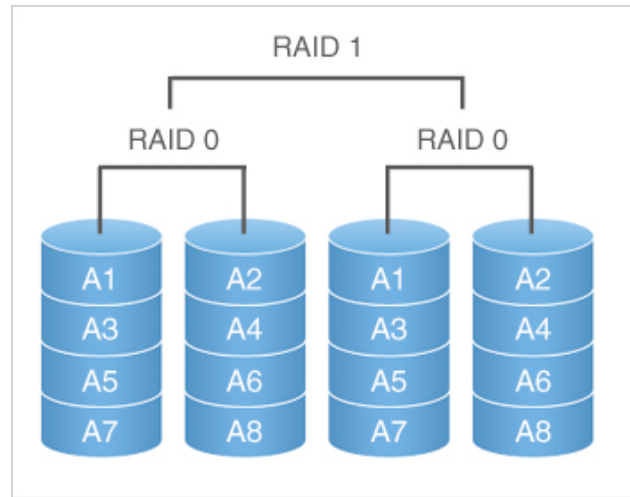 RAID 1
RAID 0 RAID 0
A1 A2 A1 A2
A3 A4 A3 A4
A5 A6 A5 A6
A7 A8 A7 A8